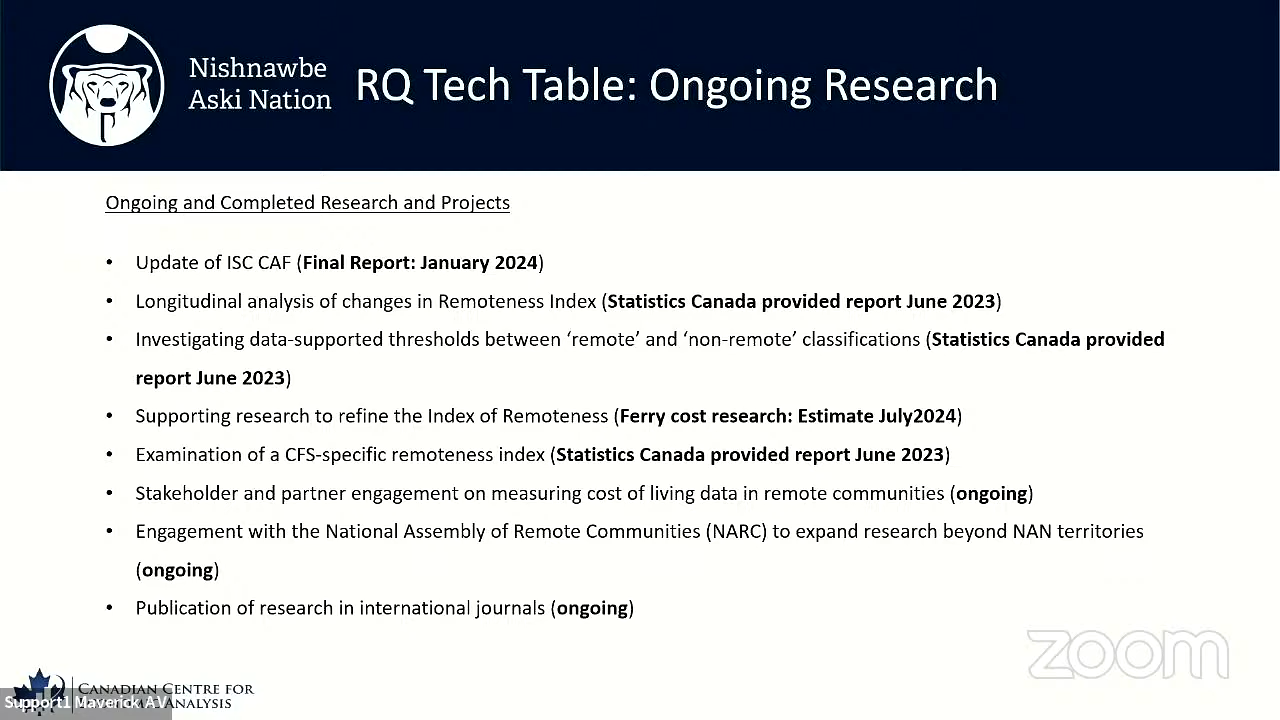 Nishnawbe
Aski Nation
RQ Tech Table: Ongoing Research
Ongoing and Completed Research and Projects
• Update of ISC CAF (Final Report: January 2024)
• Longitudinal analysis of changes in Remoteness Index (Statistics Canada provided report June 2023)
• Investigating data-supported thresholds between ‘remote’ and ‘non-remote’ classifications (Statistics Canada provided
report June 2023)
• Supporting research to refine the Index of Remoteness (Ferry cost research: Estimate July2024)
• Examination of a CFS-specific remoteness index (Statistics Canada provided report June 2023)
• Stakeholder and partner engagement on measuring cost of living data in remote communities (ongoing)
• Engagement with the National Assembly of Remote Communities (NARC) to expand research beyond NAN territories
(ongoing)
• Publication of research in international journals (ongoing)
zoom
Canadian Centre for
Analysis
Support1 Maverick AV